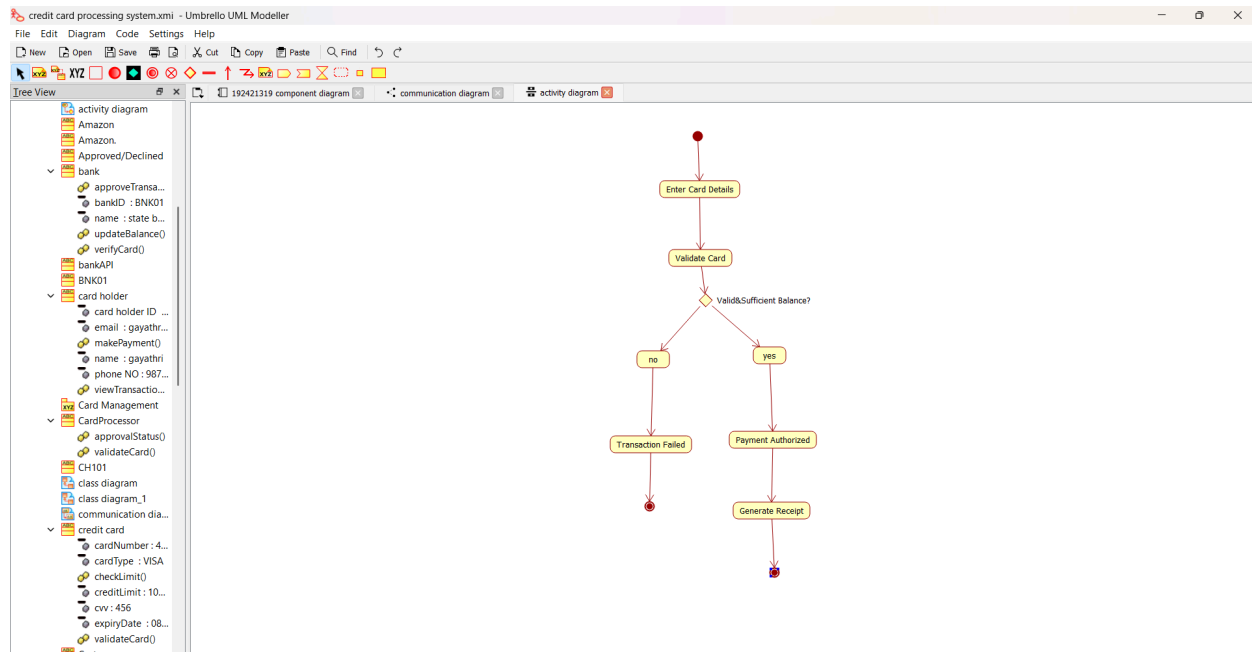 credit card processing system.xmi - Umbrello UML Modeller
File Edit Diagram Code Settings Help
New Open Save Cut Copy Paste Find
XYZ XYZ XYZ
Tree View
192421319 component diagram communication diagram activity diagram
activity diagram
Amazon
Amazon.
Approved/Declined
bank
approveTransa...
bankID : BNK01
name : state b...
updateBalance()
verifyCard()
bankAPI
BNK01
card holder
card holder ID ...
email : gayathr...
makePayment()
name : gayathri
phone NO : 987...
viewTransactio...
Card Management
CardProcessor
approvalStatus()
validateCard()
CH101
class diagram
class diagram_1
communication dia...
credit card
cardNumber : 4...
cardType : VISA
checkLimit()
creditLimit : 10...
cvv : 456
expiryDate : 08...
validateCard()
Enter Card Details
Validate Card
Valid&Sufficient Balance?
no
yes
Transaction Failed
Payment Authorized
Generate Receipt